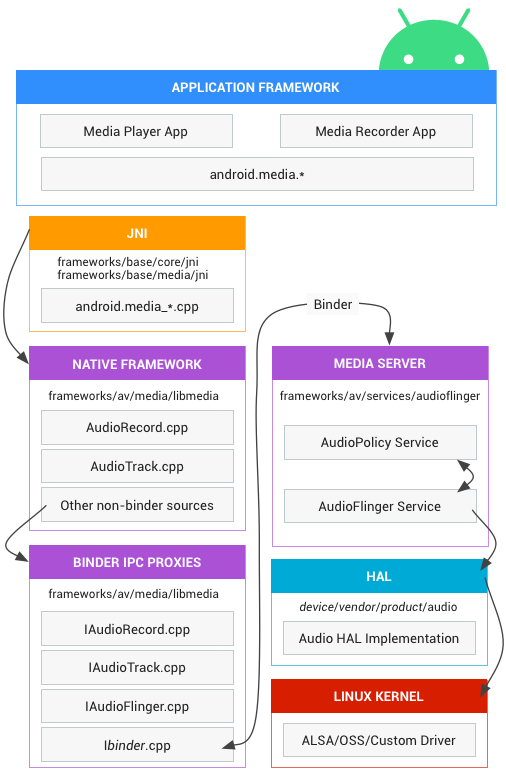 APPLICATION FRAMEWORK
Media Player App
Media Recorder App
android.media.*
JNI
frameworks/base/core/jni
frameworks/base/media/jni
android.media_*.cpp
NATIVE FRAMEWORK
frameworks/av/media/libmedia
AudioRecord.cpp
AudioTrack.cpp
Other non-binder sources
BINDER IPC PROXIES
frameworks/av/media/libmedia
IAudioRecord.cpp
IAudioTrack.cpp
IAudioFlinger.cpp
Ibinder.cpp
Binder
MEDIA SERVER
frameworks/av/services/audioflinger
AudioPolicy Service
AudioFlinger Service
HAL
device/vendor/product/audio
Audio HAL Implementation
LINUX KERNEL
ALSA/OSS/Custom Driver